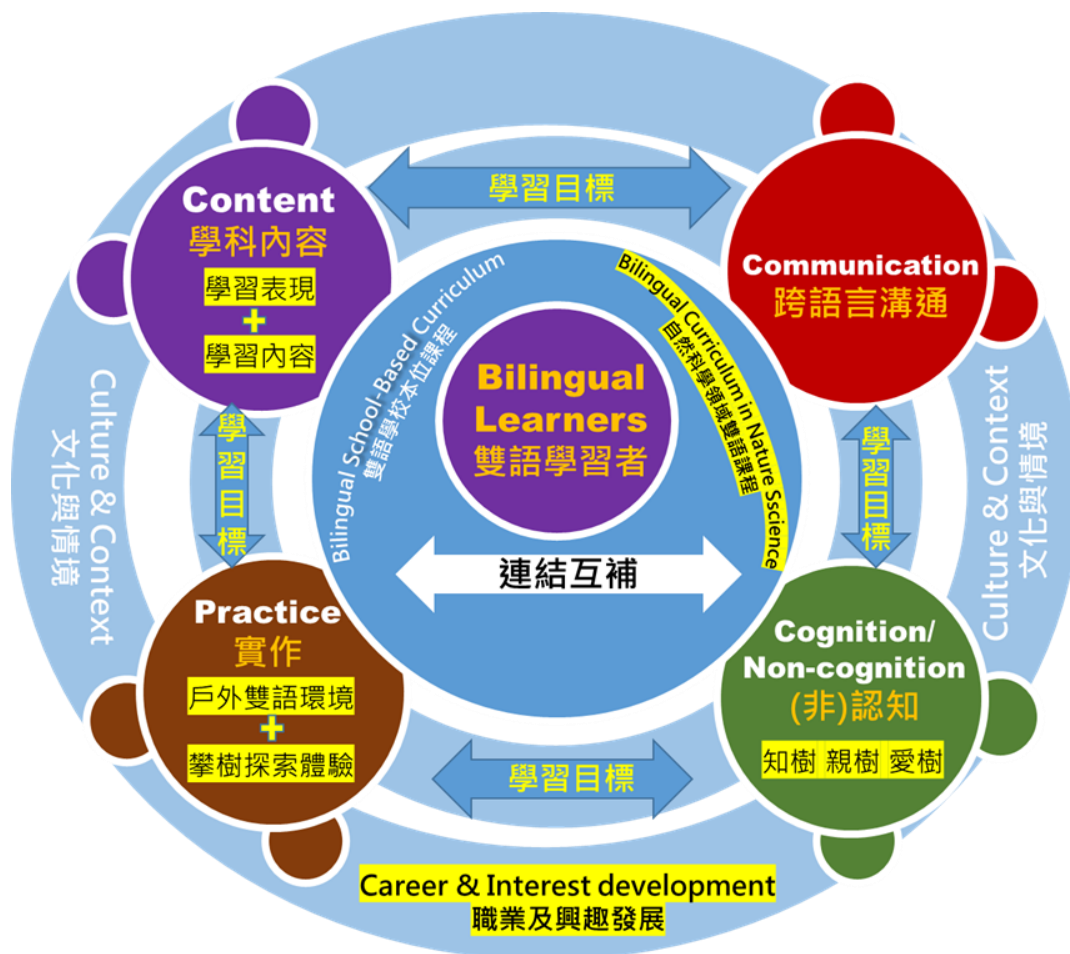 Content
學科內容
學習表現
+
學習內容
學習目標
Communication
跨語言溝通
Bilingual School-Based Curriculum
雙語學校本位課程
Bilingual Learners
雙語學習者
Bilingual Curriculum in Nature Sscience
自然科學領域雙語課程
連結互補
Culture & Context
文化與情境
學習目標
學習目標
Culture & Context
文化與情境
Practice
實作
戶外雙語環境
+
攀樹探索體驗
學習目標
Cognition/
Non-cognition
(非)認知
知樹 親樹 愛樹
Career & Interest development
職業及興趣發展